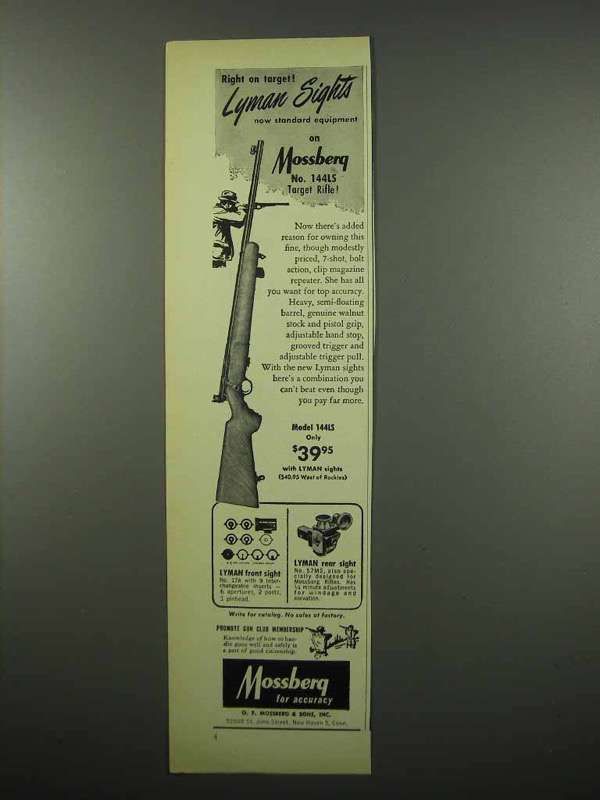 Right on target!
Lyman Sights
now standard equipment
on
Mossberg
No. 144LS
Target Rifle!
Now there's added
reason for owning this
fine, though modestly
priced, 7-shot, bolt
action, clip magazine
repeater. She has all
you want for top accuracy.
Heavy, semi-floating
barrel, genuine walnut
stock and pistol grip,
adjustable hand stop,
grooved trigger and
adjustable trigger pull.
With the new Lyman sights
here's a combination you
can't beat even though
you pay far more.
Model 144LS
Only
$39.95
with LYMAN sights
($40.95 West of Rockies)
LYMAN front sight
No. 17A with 9 inter-
changeable inserts —
6 apertures, 2 posts,
1 pinhead.
LYMAN rear sight
No. 57MS, also spe-
cially designed for
Mossberg Rifles. Has
¼ minute adjustments
for windage and
elevation.
Write for catalog. No sales at factory.
PROMOTE GUN CLUB MEMBERSHIP
Knowledge of how to han-
dle guns well and safely is
a part of good citizenship.
Mossberg
for accuracy
O. F. MOSSBERG & SONS, INC.
St. John Street, New Haven 5, Conn.
4